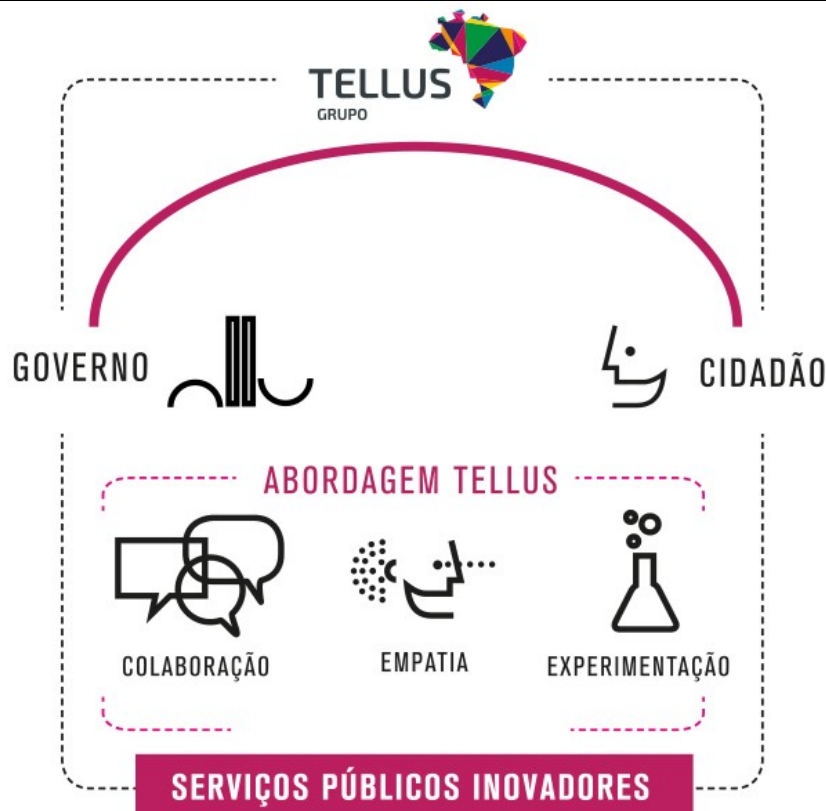 TELLUS
GRUPO
GOVERNO
CIDADÃO
ABORDAGEM TELLUS
COLABORAÇÃO
EMPATIA
EXPERIMENTAÇÃO
SERVIÇOS PÚBLICOS INOVADORES